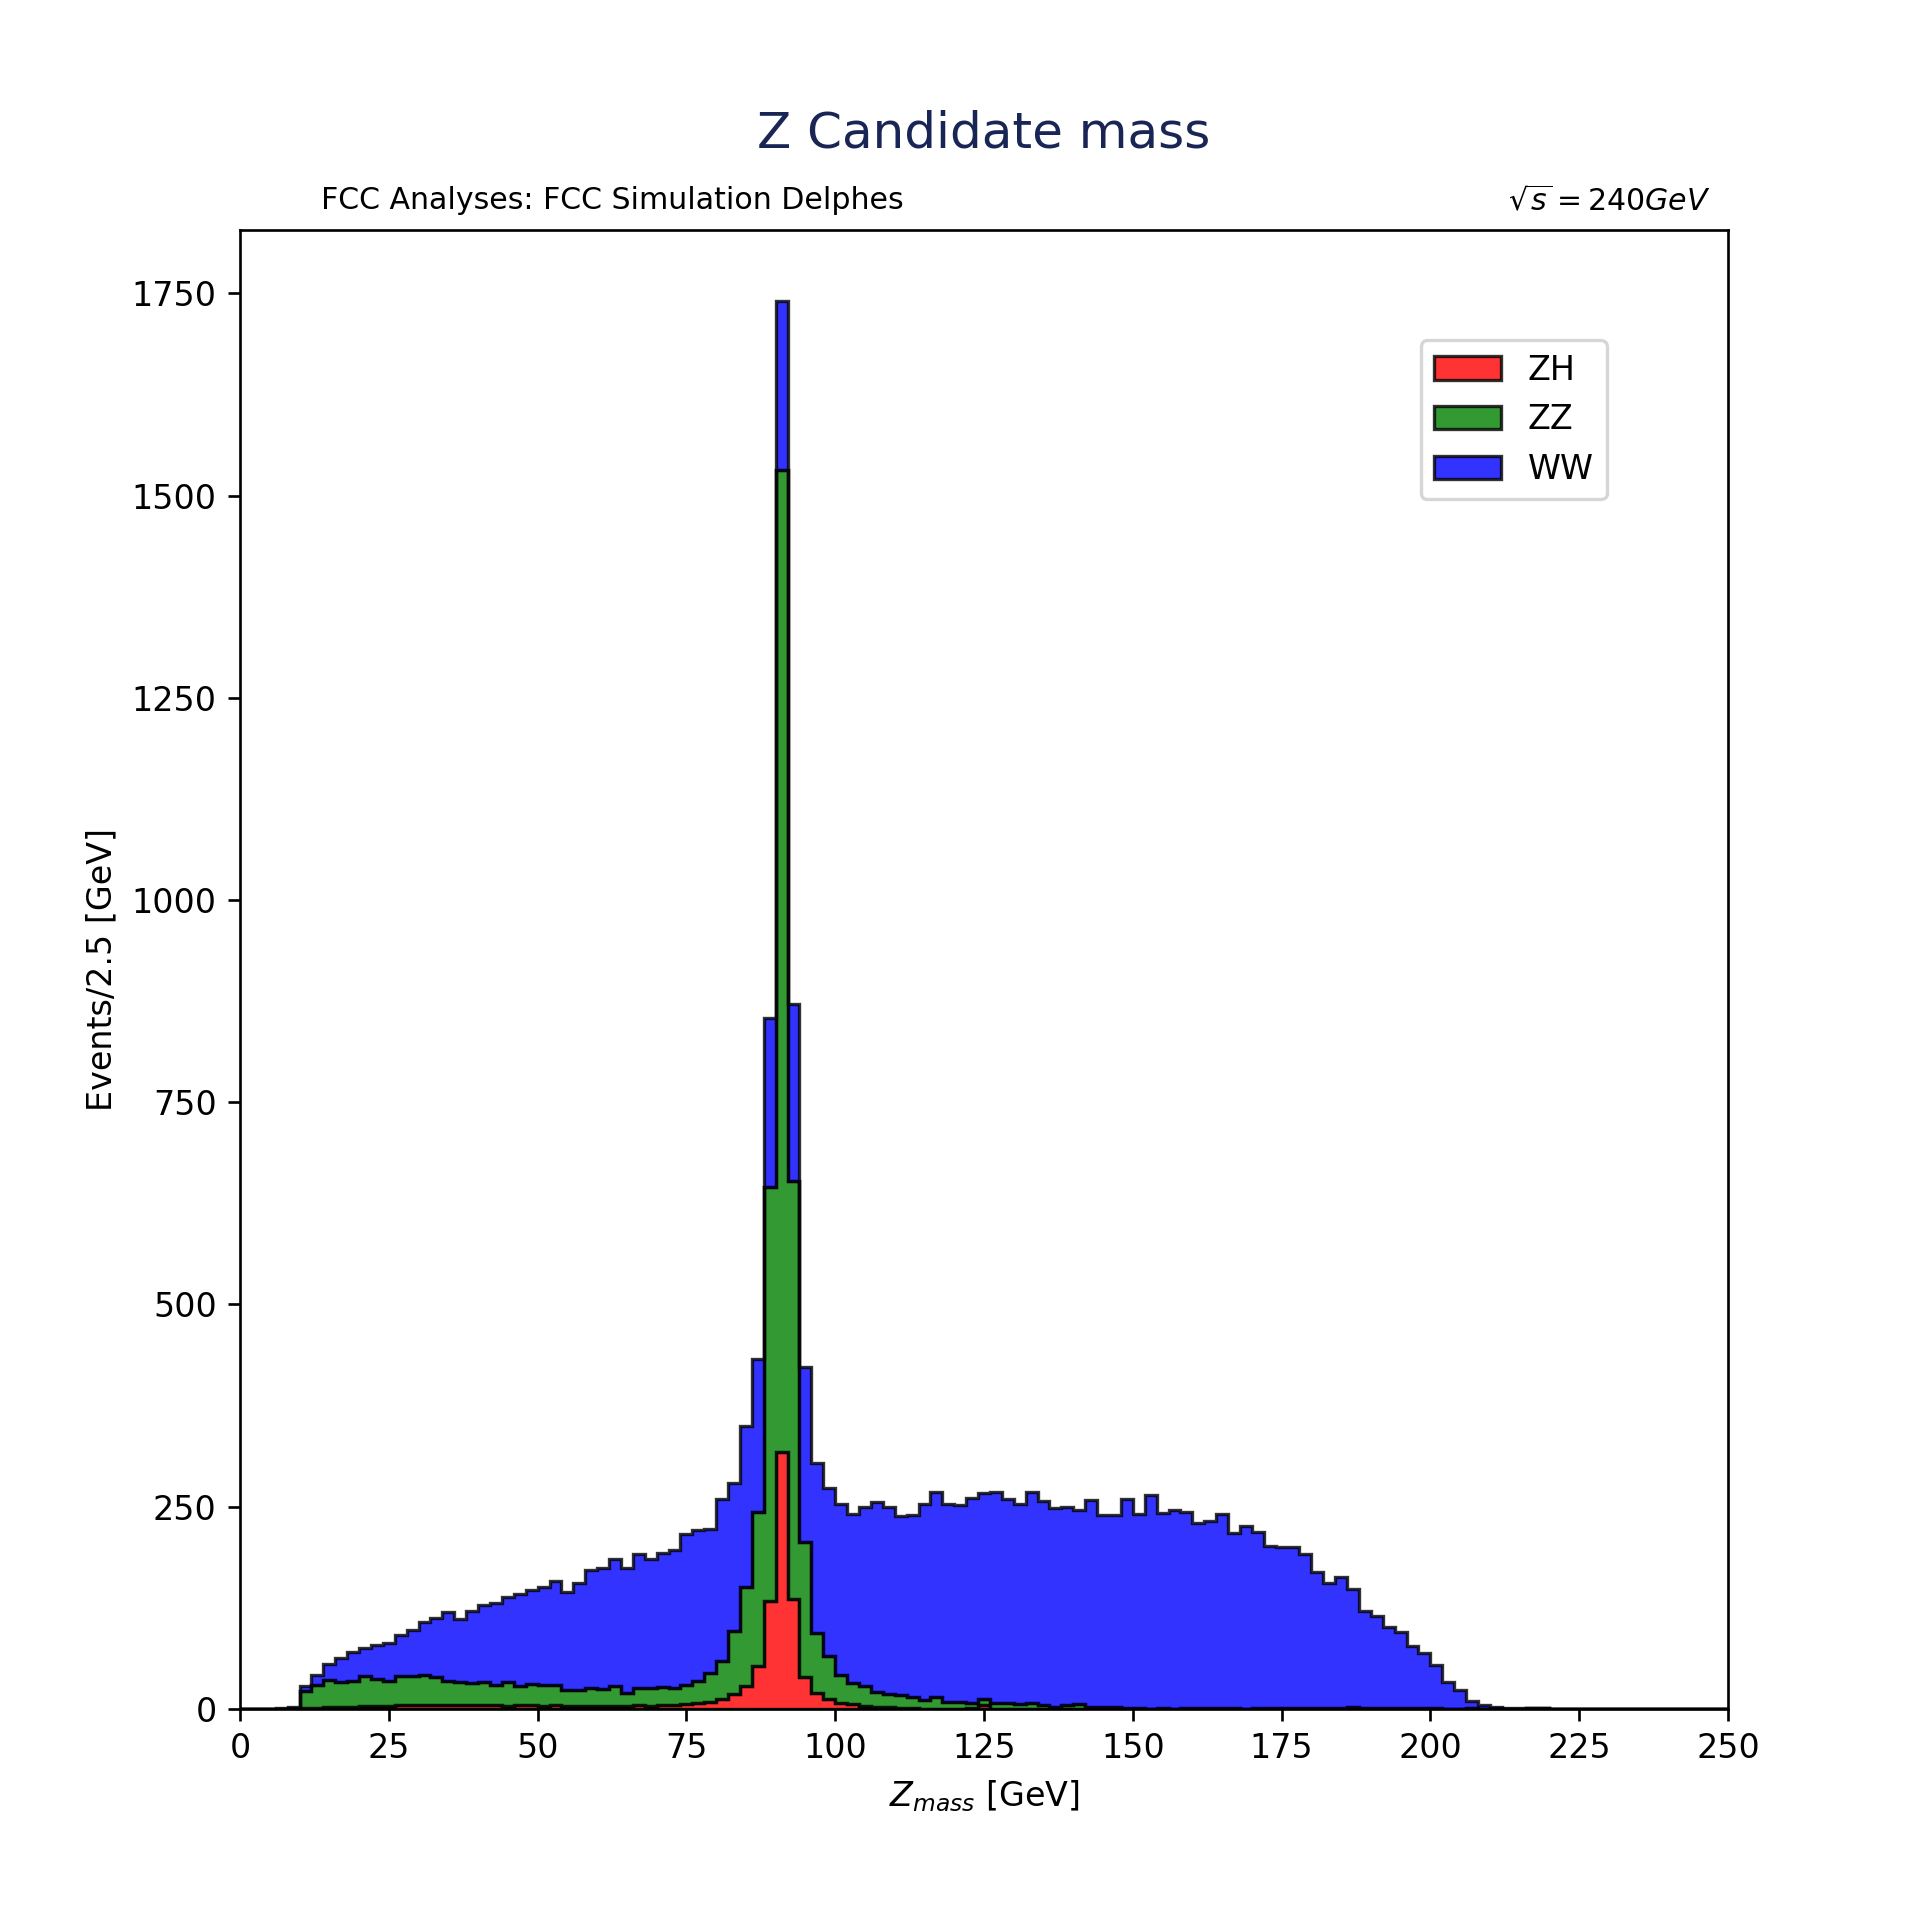 Z Candidate mass
FCC Analyses: FCC Simulation Delphes
√s = 240GeV
1750
1500
1250
1000
750
500
250
0
Events/2.5 [GeV]
ZH
ZZ
WW
0 25 50 75 100 125 150 175 200 225 250
Z_mass [GeV]